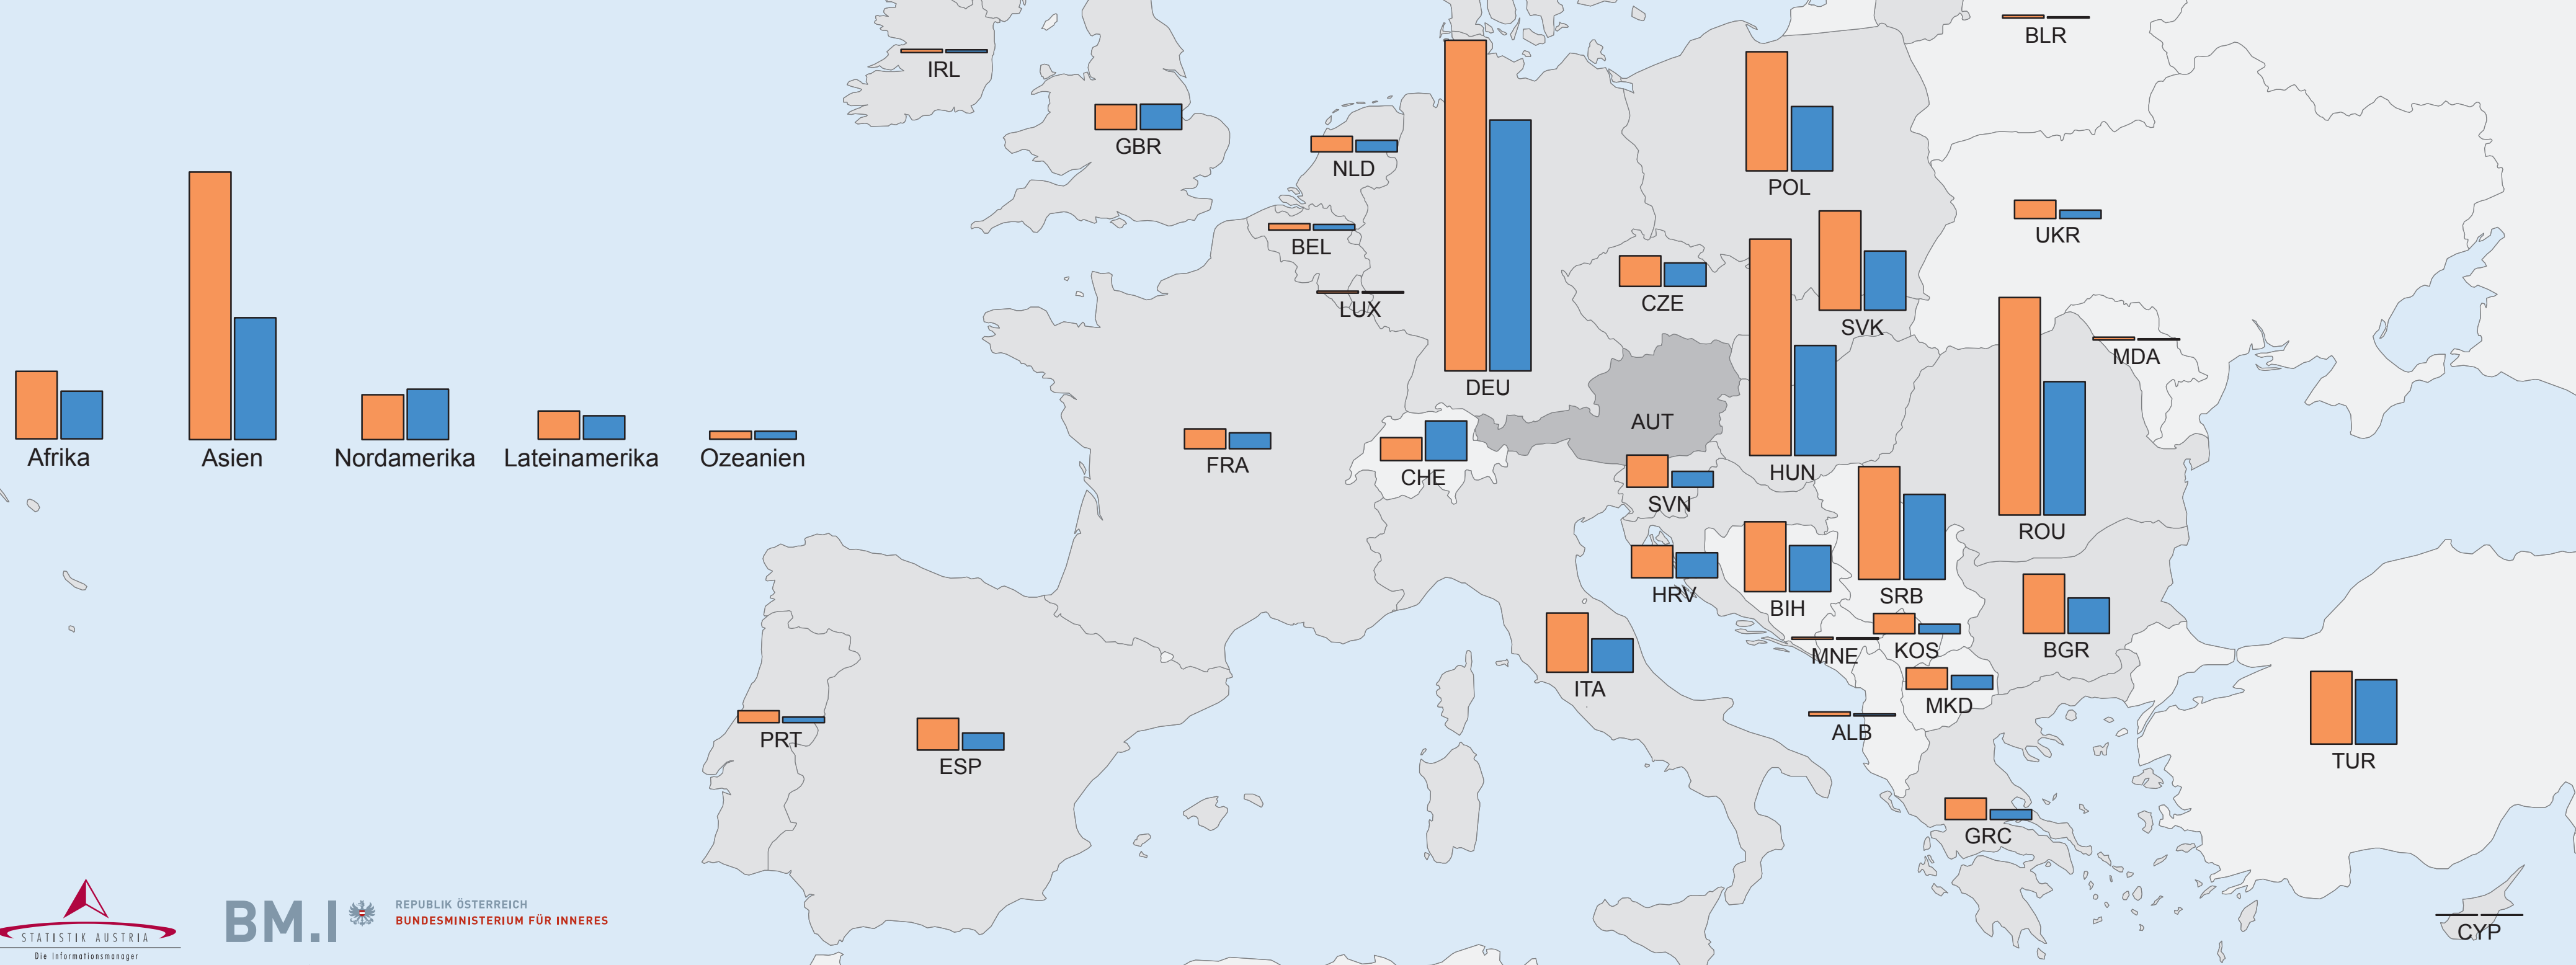 BLR
IRL
GBR
NLD
POL
UKR
BEL
CZE
LUX
SVK
MDA
DEU
AUT
Afrika
Asien
Nordamerika
Lateinamerika
Ozeanien
FRA
CHE
HUN
SVN
ROU
HRV
BIH
SRB
MNE
KOS
BGR
ITA
MKD
PRT
ESP
ALB
TUR
GRC
STATISTIK AUSTRIA
Die Informationsmanager
BM.I
REPUBLIK ÖSTERREICH
BUNDESMINISTERIUM FÜR INNERES
CYP